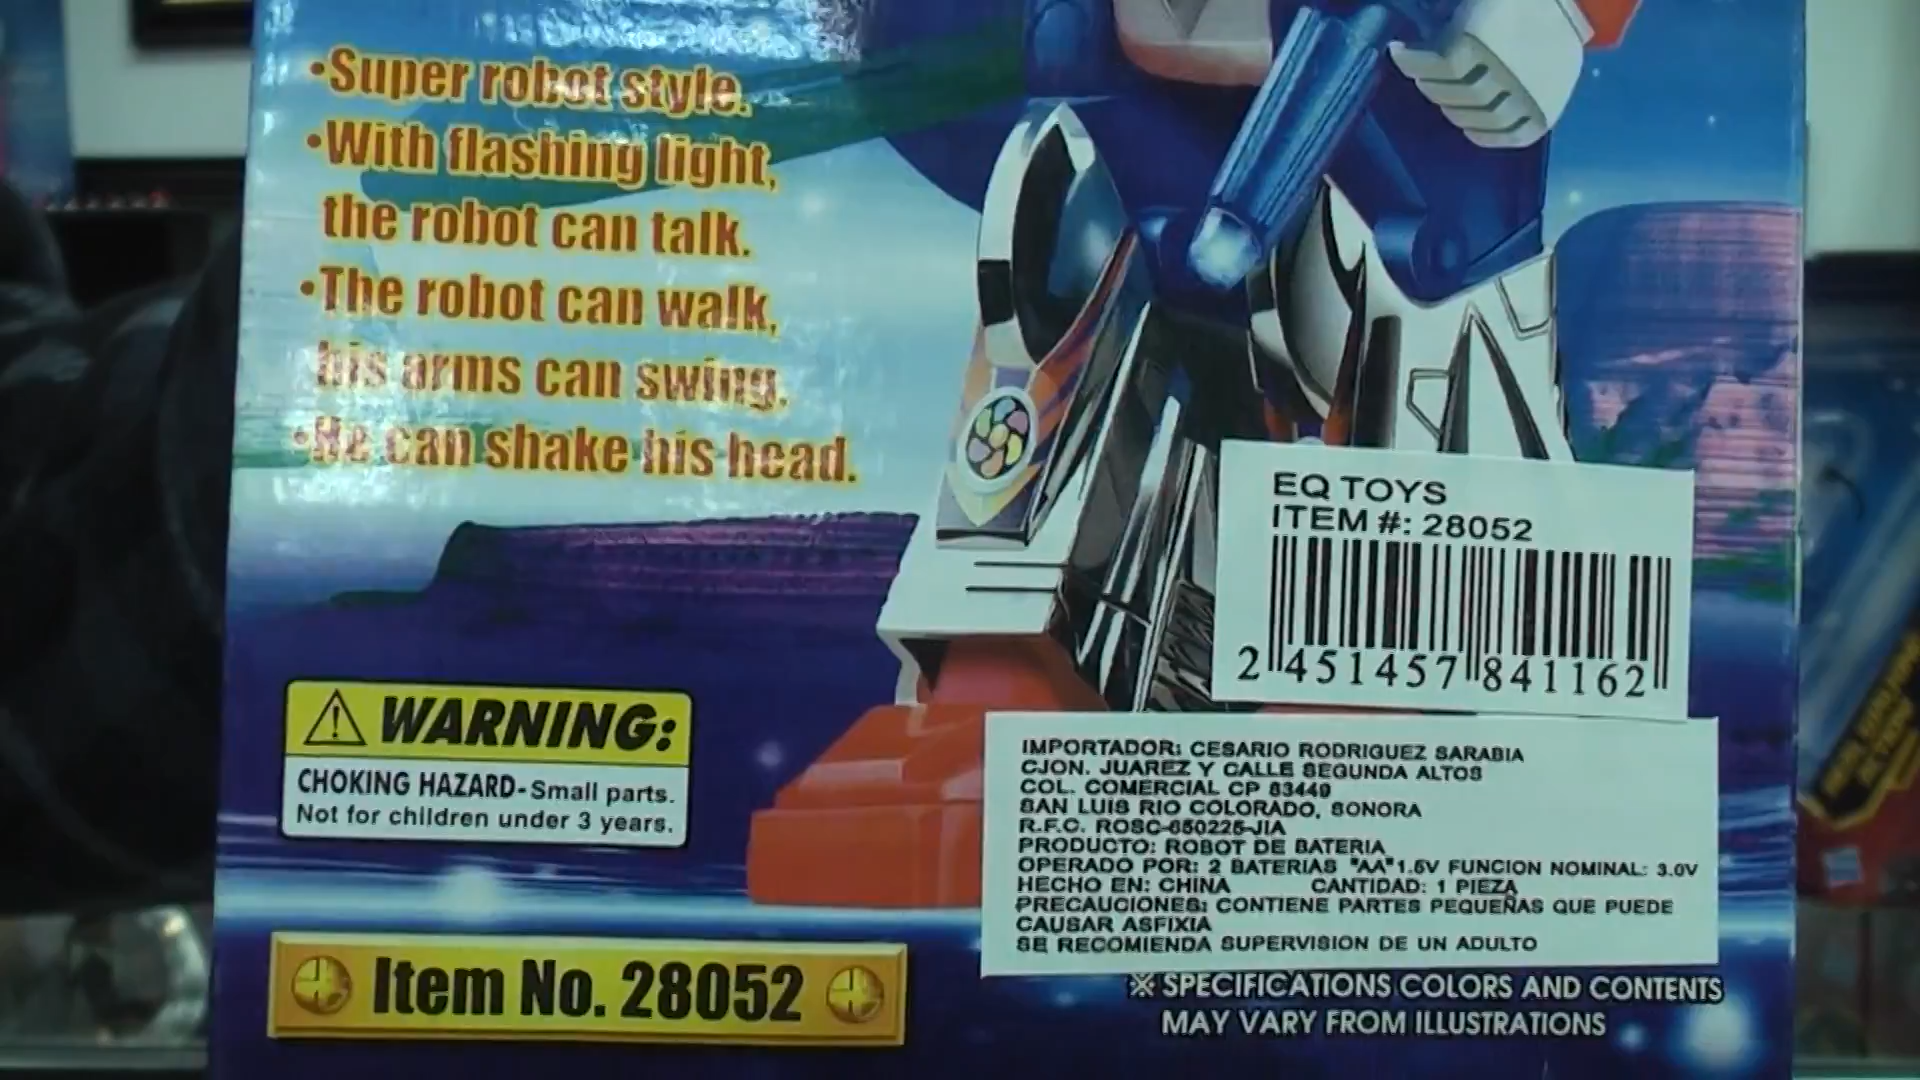 •Super robot style.
•With flashing light,
the robot can talk.
•The robot can walk,
his arms can swing.
•He can shake his head.
EQ TOYS
ITEM #: 28052
2 451457 841162
WARNING:
CHOKING HAZARD-Small parts.
Not for children under 3 years.
IMPORTADOR: CESARIO RODRIGUEZ SARABIA
CJON. JUAREZ Y CALLE SEGUNDA ALTOS
COL. COMERCIAL CP 83449
SAN LUIS RIO COLORADO, SONORA
R.F.C. ROSC-650225-JIA
PRODUCTO: ROBOT DE BATERIA
OPERADO POR: 2 BATERIAS "AA"1.5V FUNCION NOMINAL: 3.0V
HECHO EN: CHINA CANTIDAD: 1 PIEZA
PRECAUCIONES: CONTIENE PARTES PEQUEÑAS QUE PUEDE
CAUSAR ASFIXIA
SE RECOMIENDA SUPERVISION DE UN ADULTO
Item No. 28052
※ SPECIFICATIONS COLORS AND CONTENTS
MAY VARY FROM ILLUSTRATIONS